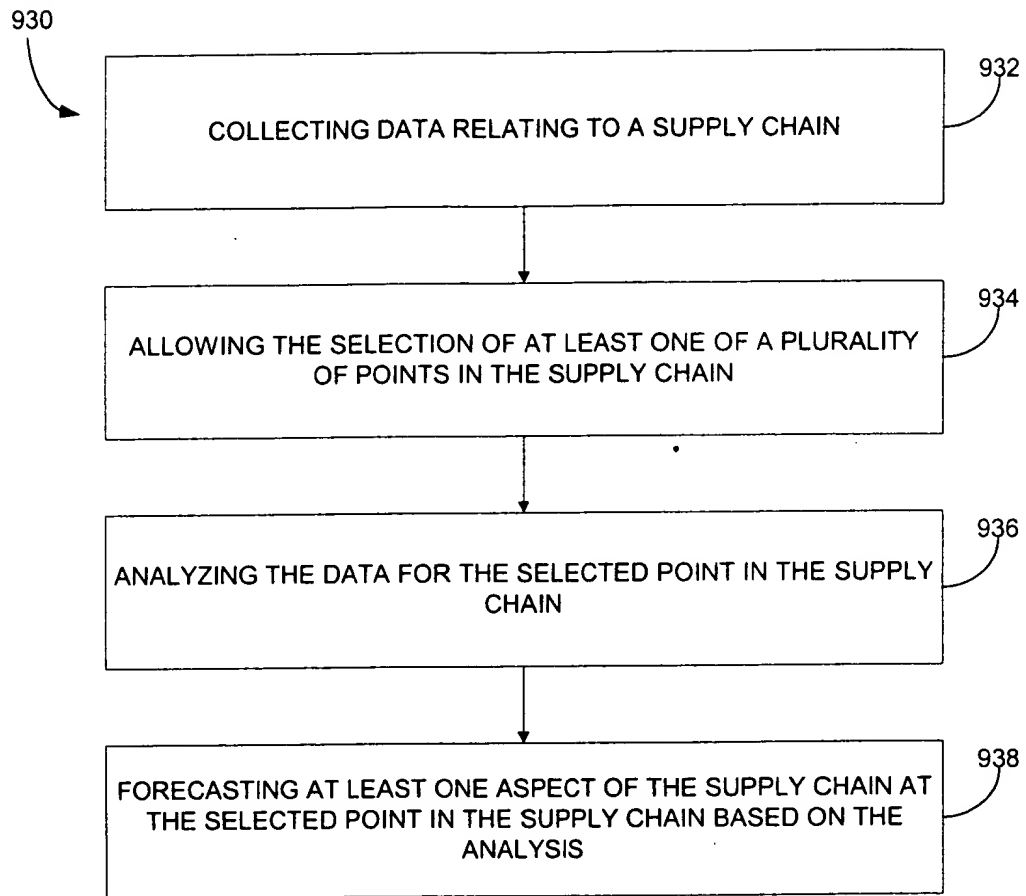 930
932
COLLECTING DATA RELATING TO A SUPPLY CHAIN
934
ALLOWING THE SELECTION OF AT LEAST ONE OF A PLURALITY
OF POINTS IN THE SUPPLY CHAIN
936
ANALYZING THE DATA FOR THE SELECTED POINT IN THE SUPPLY
CHAIN
938
FORECASTING AT LEAST ONE ASPECT OF THE SUPPLY CHAIN AT
THE SELECTED POINT IN THE SUPPLY CHAIN BASED ON THE
ANALYSIS